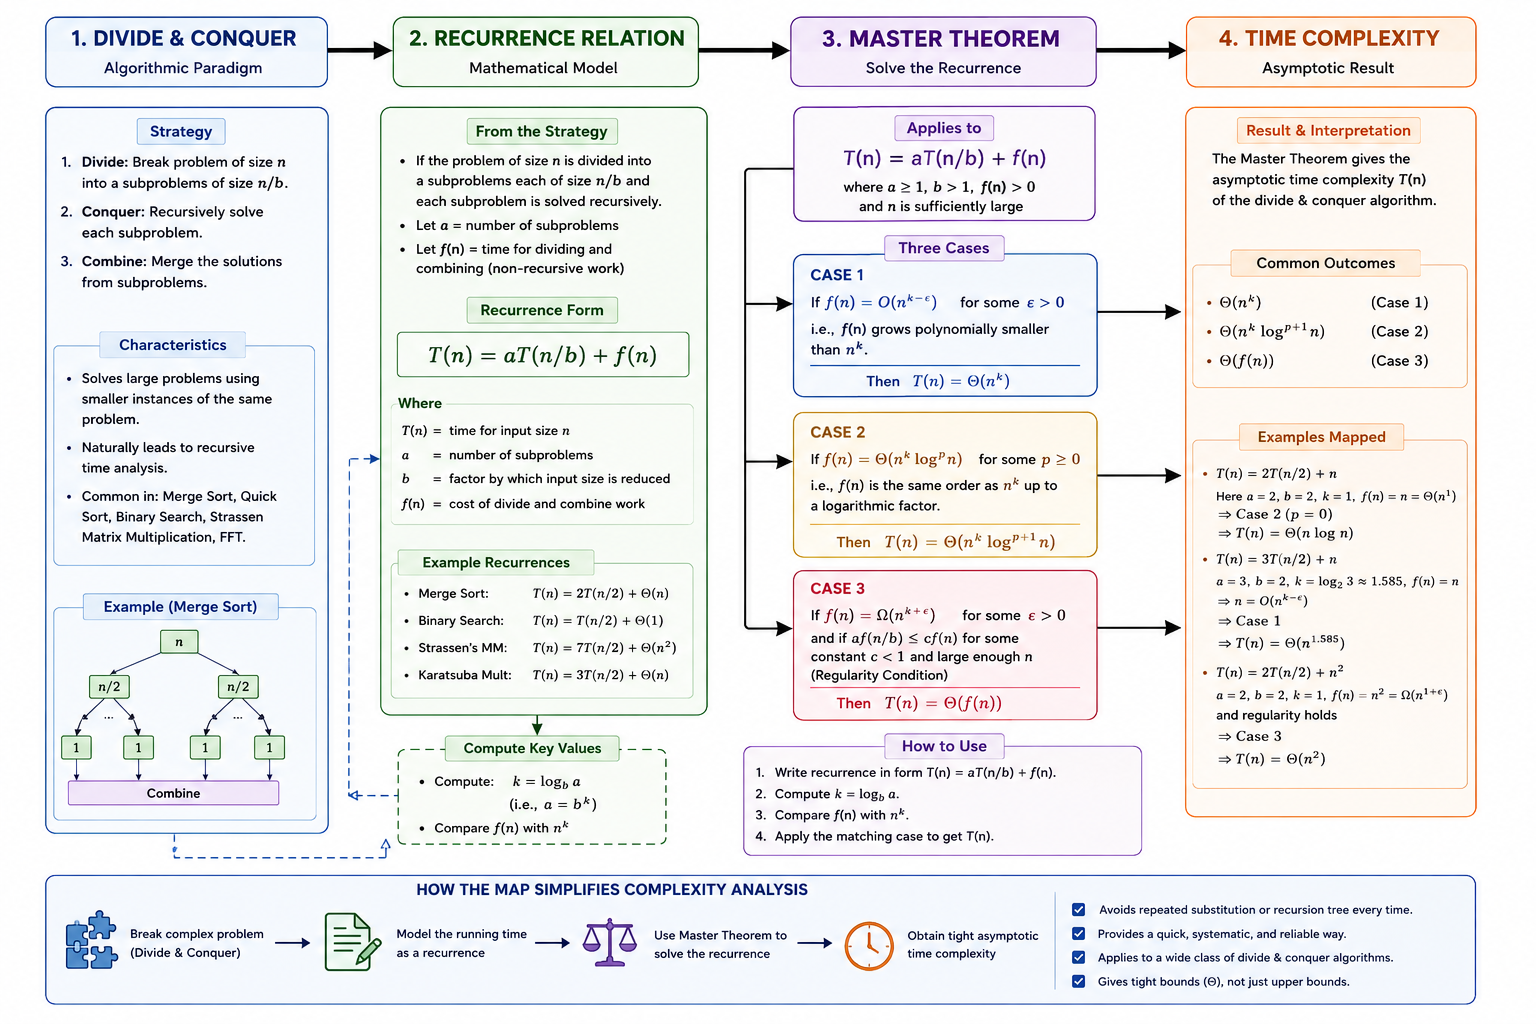 1. DIVIDE & CONQUER
Algorithmic Paradigm
2. RECURRENCE RELATION
Mathematical Model
3. MASTER THEOREM
Solve the Recurrence
4. TIME COMPLEXITY
Asymptotic Result
Strategy
1. Divide: Break problem of size n
into a subproblems of size n/b.
2. Conquer: Recursively solve
each subproblem.
3. Combine: Merge the solutions
from subproblems.
Characteristics
• Solves large problems using
smaller instances of the same
problem.
• Naturally leads to recursive
time analysis.
• Common in: Merge Sort, Quick
Sort, Binary Search, Strassen
Matrix Multiplication, FFT.
Example (Merge Sort)
n
n/2 n/2
... ...
1 1 1 1
Combine
From the Strategy
• If the problem of size n is divided into
a subproblems each of size n/b and
each subproblem is solved recursively.
• Let a = number of subproblems
• Let f(n) = time for dividing and
combining (non-recursive work)
Recurrence Form
T(n) = aT(n/b) + f(n)
Where
T(n) = time for input size n
a = number of subproblems
b = factor by which input size is reduced
f(n) = cost of divide and combine work
Example Recurrences
• Merge Sort: T(n) = 2T(n/2) + Θ(n)
• Binary Search: T(n) = T(n/2) + Θ(1)
• Strassen's MM: T(n) = 7T(n/2) + Θ(n²)
• Karatsuba Mult: T(n) = 3T(n/2) + Θ(n)
Compute Key Values
• Compute: k = log_b a
(i.e., a = b^k)
• Compare f(n) with n^k
Applies to
T(n) = aT(n/b) + f(n)
where a ≥ 1, b > 1, f(n) > 0
and n is sufficiently large
Three Cases
CASE 1
If f(n) = O(n^{k−ϵ}) for some ε > 0
i.e., f(n) grows polynomially smaller
than n^k.
Then T(n) = Θ(n^k)
CASE 2
If f(n) = Θ(n^k log^p n) for some p ≥ 0
i.e., f(n) is the same order as n^k up to
a logarithmic factor.
Then T(n) = Θ(n^k log^{p+1} n)
CASE 3
If f(n) = Ω(n^{k+ϵ}) for some ε > 0
and if af(n/b) ≤ cf(n) for some
constant c < 1 and large enough n
(Regularity Condition)
Then T(n) = Θ(f(n))
How to Use
1. Write recurrence in form T(n) = aT(n/b) + f(n).
2. Compute k = log_b a.
3. Compare f(n) with n^k.
4. Apply the matching case to get T(n).
Result & Interpretation
The Master Theorem gives the
asymptotic time complexity T(n)
of the divide & conquer algorithm.
Common Outcomes
• Θ(n^k) (Case 1)
• Θ(n^k log^{p+1} n) (Case 2)
• Θ(f(n)) (Case 3)
Examples Mapped
• T(n) = 2T(n/2) + n
Here a = 2, b = 2, k = 1, f(n) = n = Θ(n¹)
⇒ Case 2 (p = 0)
⇒ T(n) = Θ(n log n)
• T(n) = 3T(n/2) + n
a = 3, b = 2, k = log₂ 3 ≈ 1.585, f(n) = n
⇒ n = O(n^{k−ϵ})
⇒ Case 1
⇒ T(n) = Θ(n^{1.585})
• T(n) = 2T(n/2) + n²
a = 2, b = 2, k = 1, f(n) = n² = Ω(n^{1+ϵ})
and regularity holds
⇒ Case 3
⇒ T(n) = Θ(n²)
HOW THE MAP SIMPLIFIES COMPLEXITY ANALYSIS
Break complex problem
(Divide & Conquer)
Model the running time
as a recurrence
Use Master Theorem to
solve the recurrence
Obtain tight asymptotic
time complexity
Avoids repeated substitution or recursion tree every time.
Provides a quick, systematic, and reliable way.
Applies to a wide class of divide & conquer algorithms.
Gives tight bounds (Θ), not just upper bounds.